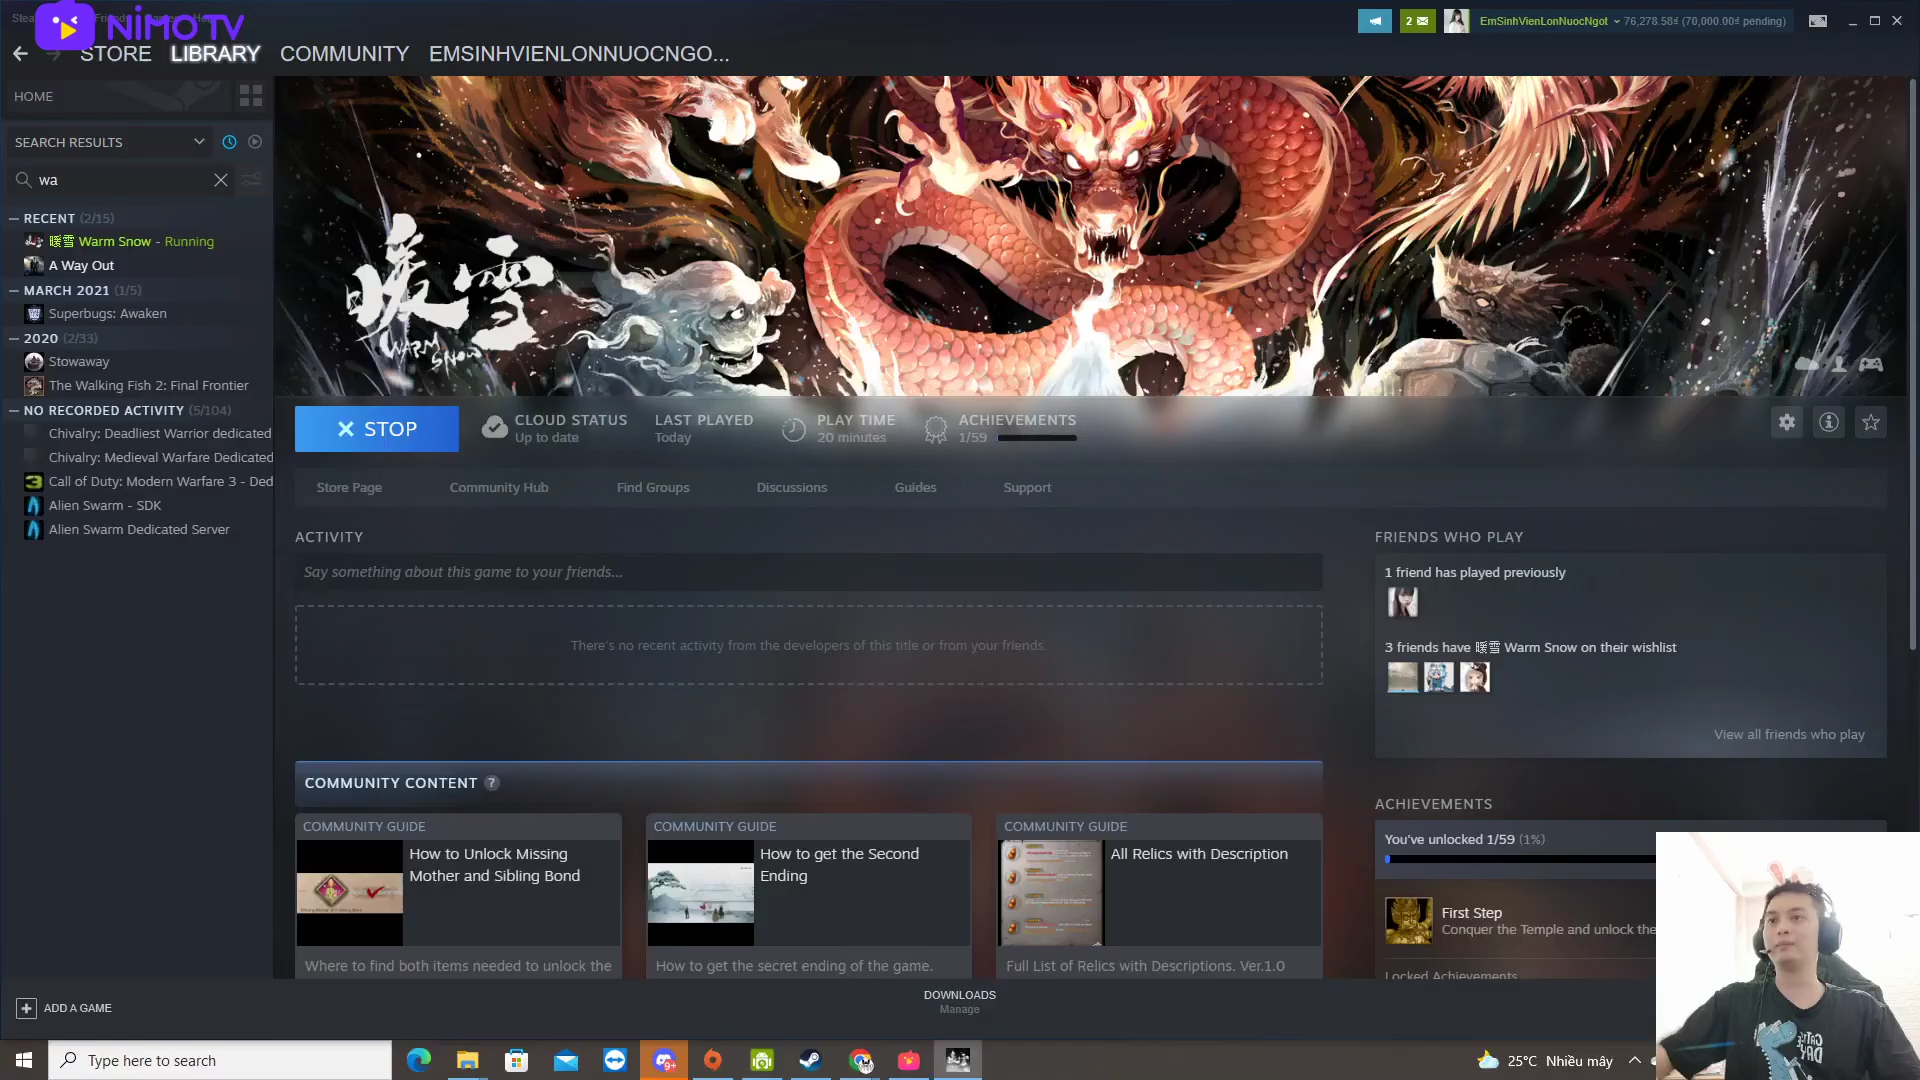 NiMOTV
2
EmSinhVienLonNuocNgot
76,278.58₫ (70,000.00₫ pending)
STORE
LIBRARY
COMMUNITY
EMSINHVIENLONNUOCNGO...
HOME
SEARCH RESULTS
wa
RECENT (2/15)
暖雪 Warm Snow - Running
A Way Out
MARCH 2021 (1/5)
Superbugs: Awaken
2020 (2/33)
Stowaway
The Walking Fish 2: Final Frontier
NO RECORDED ACTIVITY (5/104)
Chivalry: Deadliest Warrior dedicated
Chivalry: Medieval Warfare Dedicated
Call of Duty: Modern Warfare 3 - Ded
Alien Swarm - SDK
Alien Swarm Dedicated Server
暖雪
WARM SNOW
STOP
CLOUD STATUS
Up to date
LAST PLAYED
Today
PLAY TIME
20 minutes
ACHIEVEMENTS
1/59
Store Page
Community Hub
Find Groups
Discussions
Guides
Support
ACTIVITY
Say something about this game to your friends...
There's no recent activity from the developers of this title or from your friends.
FRIENDS WHO PLAY
1 friend has played previously
3 friends have 暖雪 Warm Snow on their wishlist
View all friends who play
COMMUNITY CONTENT ?
COMMUNITY GUIDE
How to Unlock Missing
Mother and Sibling Bond
Where to find both items needed to unlock the
COMMUNITY GUIDE
How to get the Second
Ending
How to get the secret ending of the game.
COMMUNITY GUIDE
All Relics with Description
Full List of Relics with Descriptions. Ver.1.0
ACHIEVEMENTS
You've unlocked 1/59 (1%)
First Step
Conquer the Temple and unlock the
Locked Achievements
ADD A GAME
DOWNLOADS
Manage
Type here to search
9+
25°C Nhiều mây